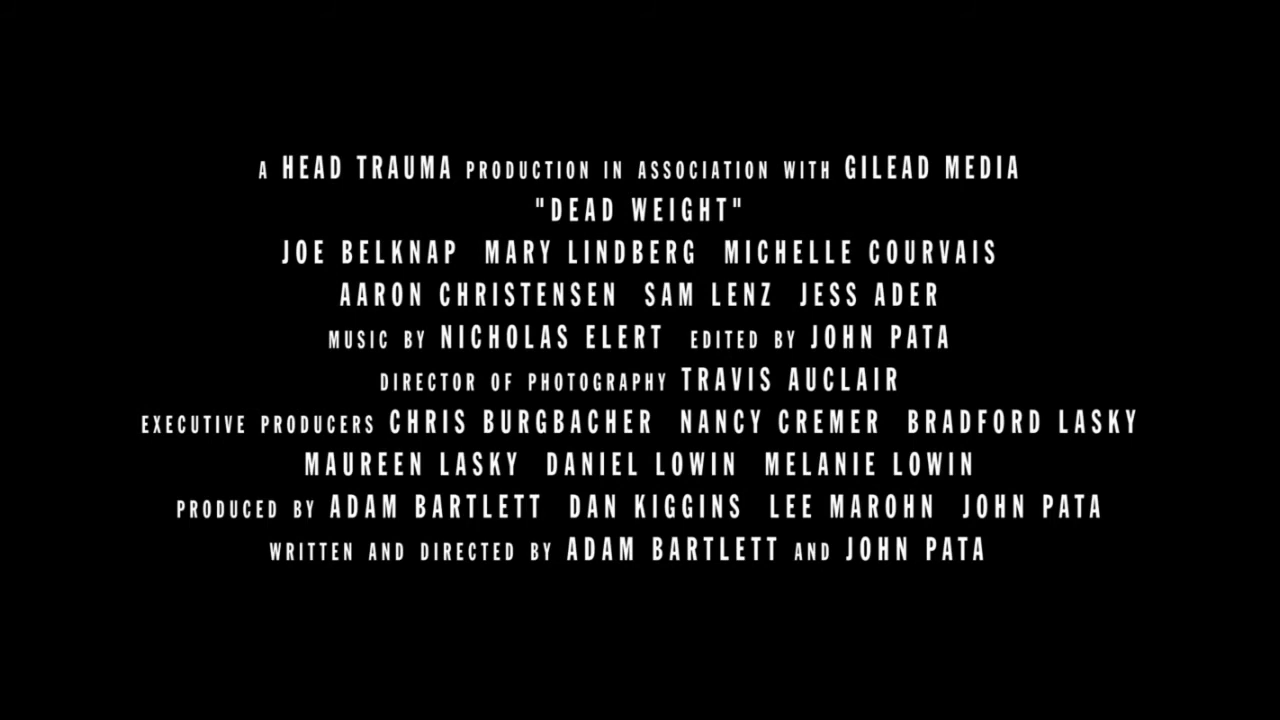 A HEAD TRAUMA PRODUCTION IN ASSOCIATION WITH GILEAD MEDIA
"DEAD WEIGHT"
JOE BELKNAP MARY LINDBERG MICHELLE COURVAIS
AARON CHRISTENSEN SAM LENZ JESS ADER
MUSIC BY NICHOLAS ELERT EDITED BY JOHN PATA
DIRECTOR OF PHOTOGRAPHY TRAVIS AUCLAIR
EXECUTIVE PRODUCERS CHRIS BURGBACHER NANCY CREMER BRADFORD LASKY
MAUREEN LASKY DANIEL LOWIN MELANIE LOWIN
PRODUCED BY ADAM BARTLETT DAN KIGGINS LEE MAROHN JOHN PATA
WRITTEN AND DIRECTED BY ADAM BARTLETT AND JOHN PATA